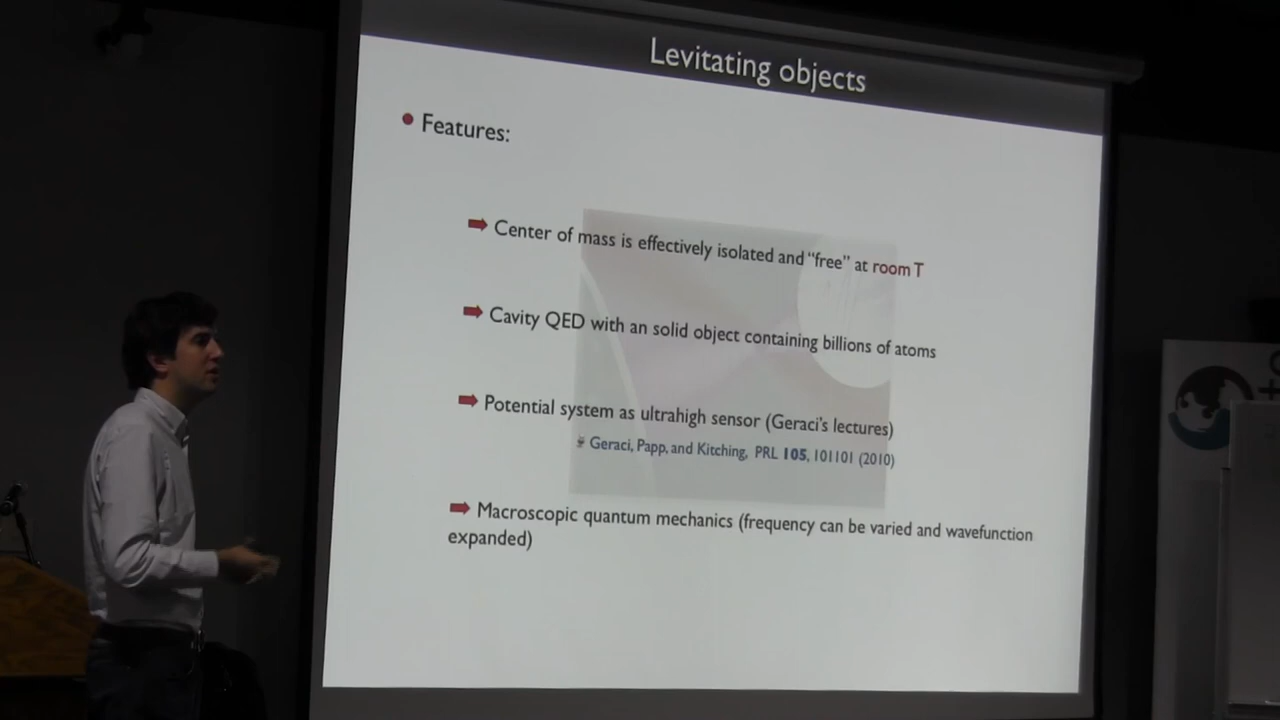 Levitating objects
Features:
Center of mass is effectively isolated and "free" at room T
Cavity QED with an solid object containing billions of atoms
Potential system as ultrahigh sensor (Geraci's lectures)
Geraci, Papp, and Kitching, PRL 105, 101101 (2010)
Macroscopic quantum mechanics (frequency can be varied and wavefunction
expanded)